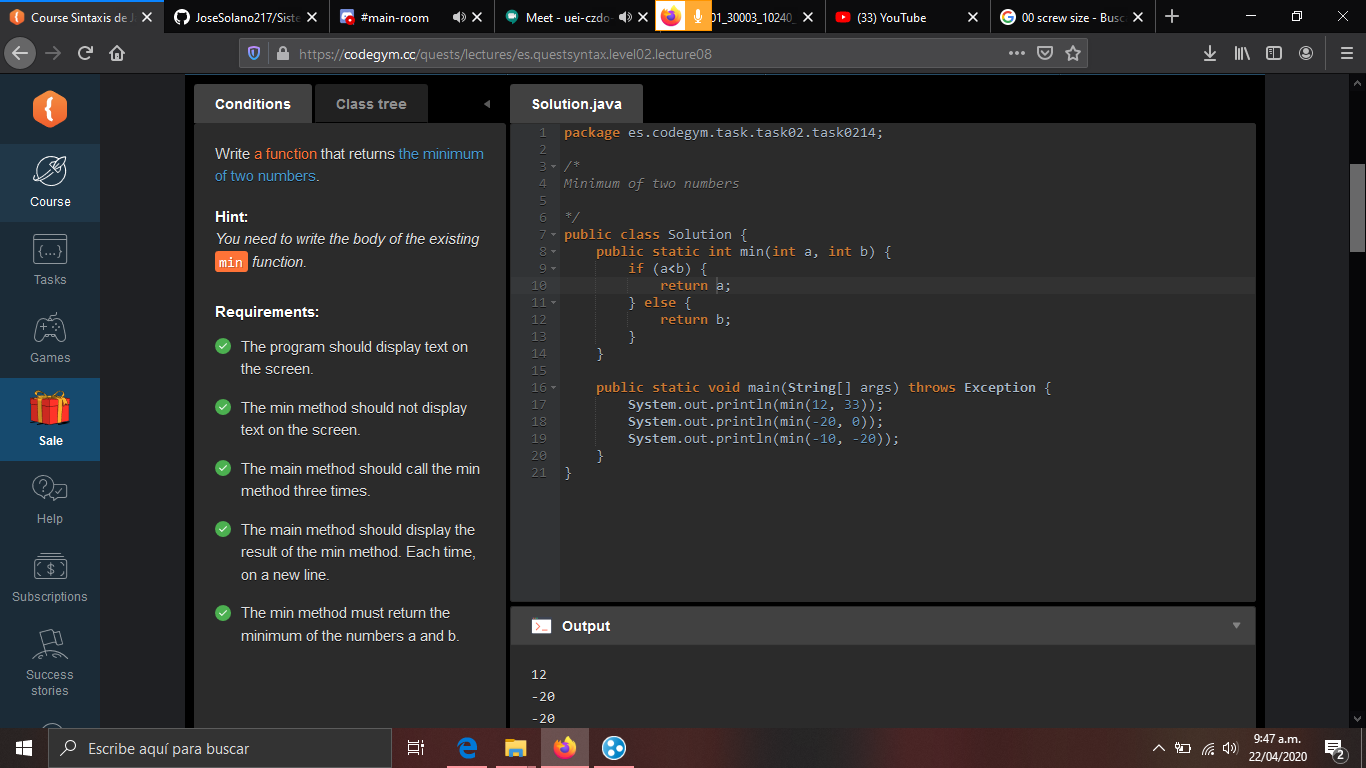 Course Sintaxis de J
JoseSolano217/Siste
#main-room
Meet - uei-czdo-
01_30003_10240_
(33) YouTube
00 screw size - Busc
https://codegym.cc/quests/lectures/es.questsyntax.level02.lecture08
Course
Tasks
Games
Sale
Help
Subscriptions
Success
stories
Conditions
Class tree
Write a function that returns the minimum
of two numbers.
Hint:
You need to write the body of the existing
min function.
Requirements:
The program should display text on
the screen.
The min method should not display
text on the screen.
The main method should call the min
method three times.
The main method should display the
result of the min method. Each time,
on a new line.
The min method must return the
minimum of the numbers a and b.
Solution.java
1 package es.codegym.task.task02.task0214;
2
3 /*
4 Minimum of two numbers
5
6 */
7 public class Solution {
8 public static int min(int a, int b) {
9 if (a<b) {
10 return a;
11 } else {
12 return b;
13 }
14 }
15
16 public static void main(String[] args) throws Exception {
17 System.out.println(min(12, 33));
18 System.out.println(min(-20, 0));
19 System.out.println(min(-10, -20));
20 }
21 }
Output
12
-20
-20
Escribe aquí para buscar
9:47 a.m.
22/04/2020
2